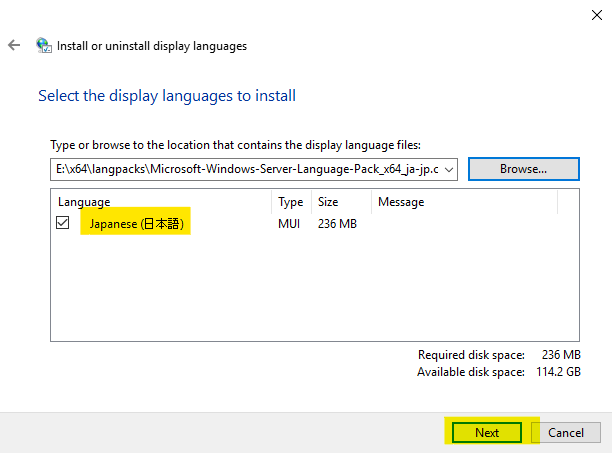 Install or uninstall display languages
Select the display languages to install
Type or browse to the location that contains the display language files:
E:\x64\langpacks\Microsoft-Windows-Server-Language-Pack_x64_ja-jp.c Browse...
Language Type Size Message
Japanese (日本語) MUI 236 MB
Required disk space: 236 MB
Available disk space: 114.2 GB
Next Cancel